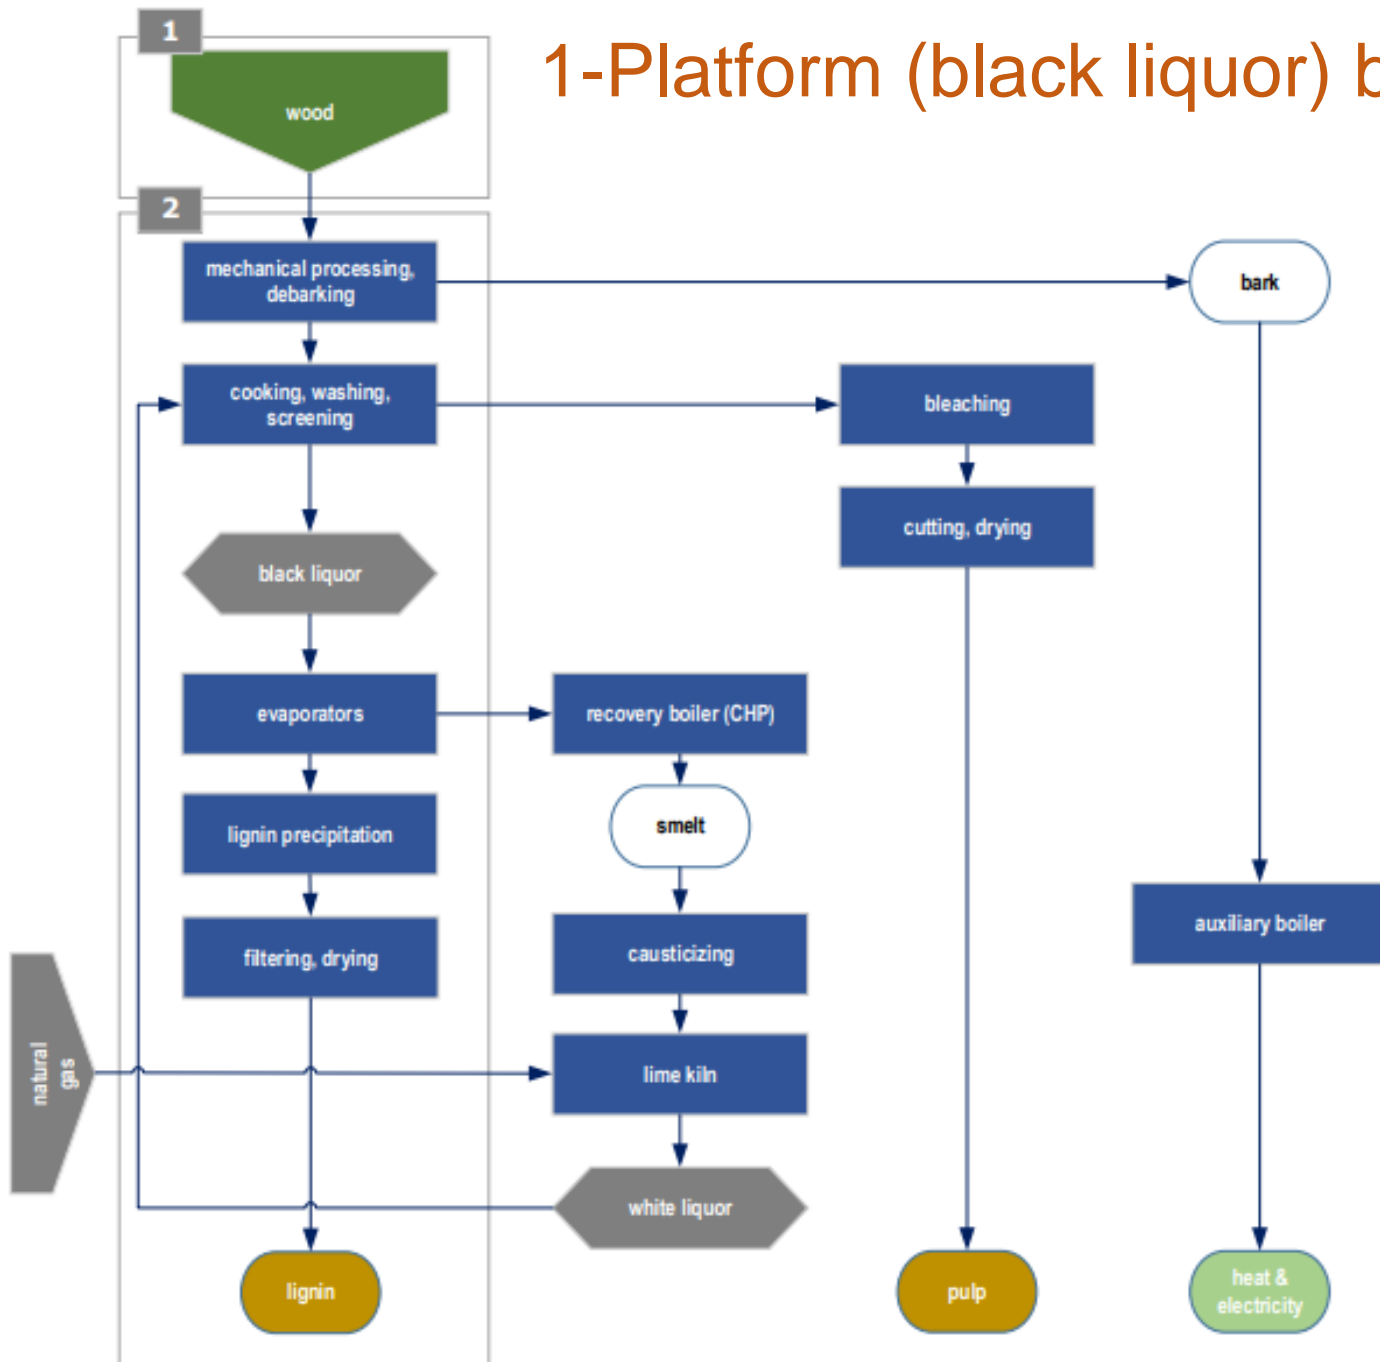 1
1-Platform (black liquor) b
wood
2
mechanical processing,
debarking
bark
cooking, washing,
screening
bleaching
cutting, drying
black liquor
evaporators
recovery boiler (CHP)
smelt
lignin precipitation
auxiliary boiler
filtering, drying
causticizing
natural
gas
lime kiln
white liquor
lignin
pulp
heat &
electricity